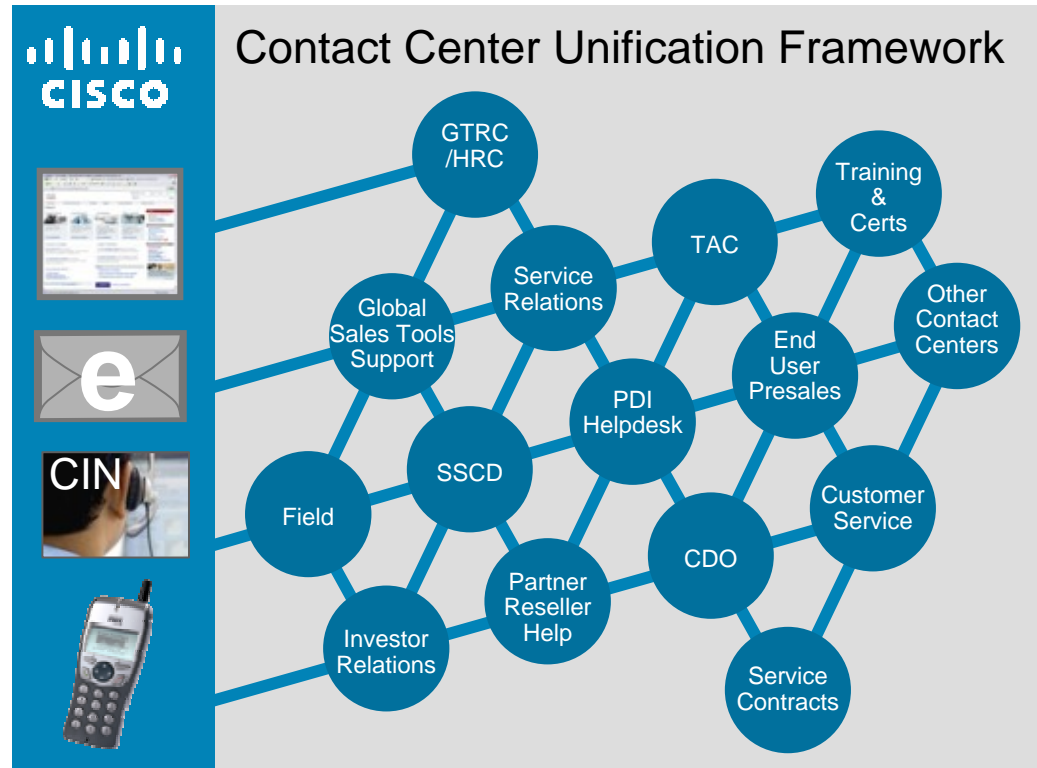 CISCO
Contact Center Unification Framework
e
CIN
GTRC
/HRC
Training
&
Certs
TAC
Service
Relations
Other
Contact
Centers
Global
Sales Tools
Support
End
User
Presales
PDI
Helpdesk
SSCD
Customer
Service
Field
CDO
Partner
Reseller
Help
Investor
Relations
Service
Contracts